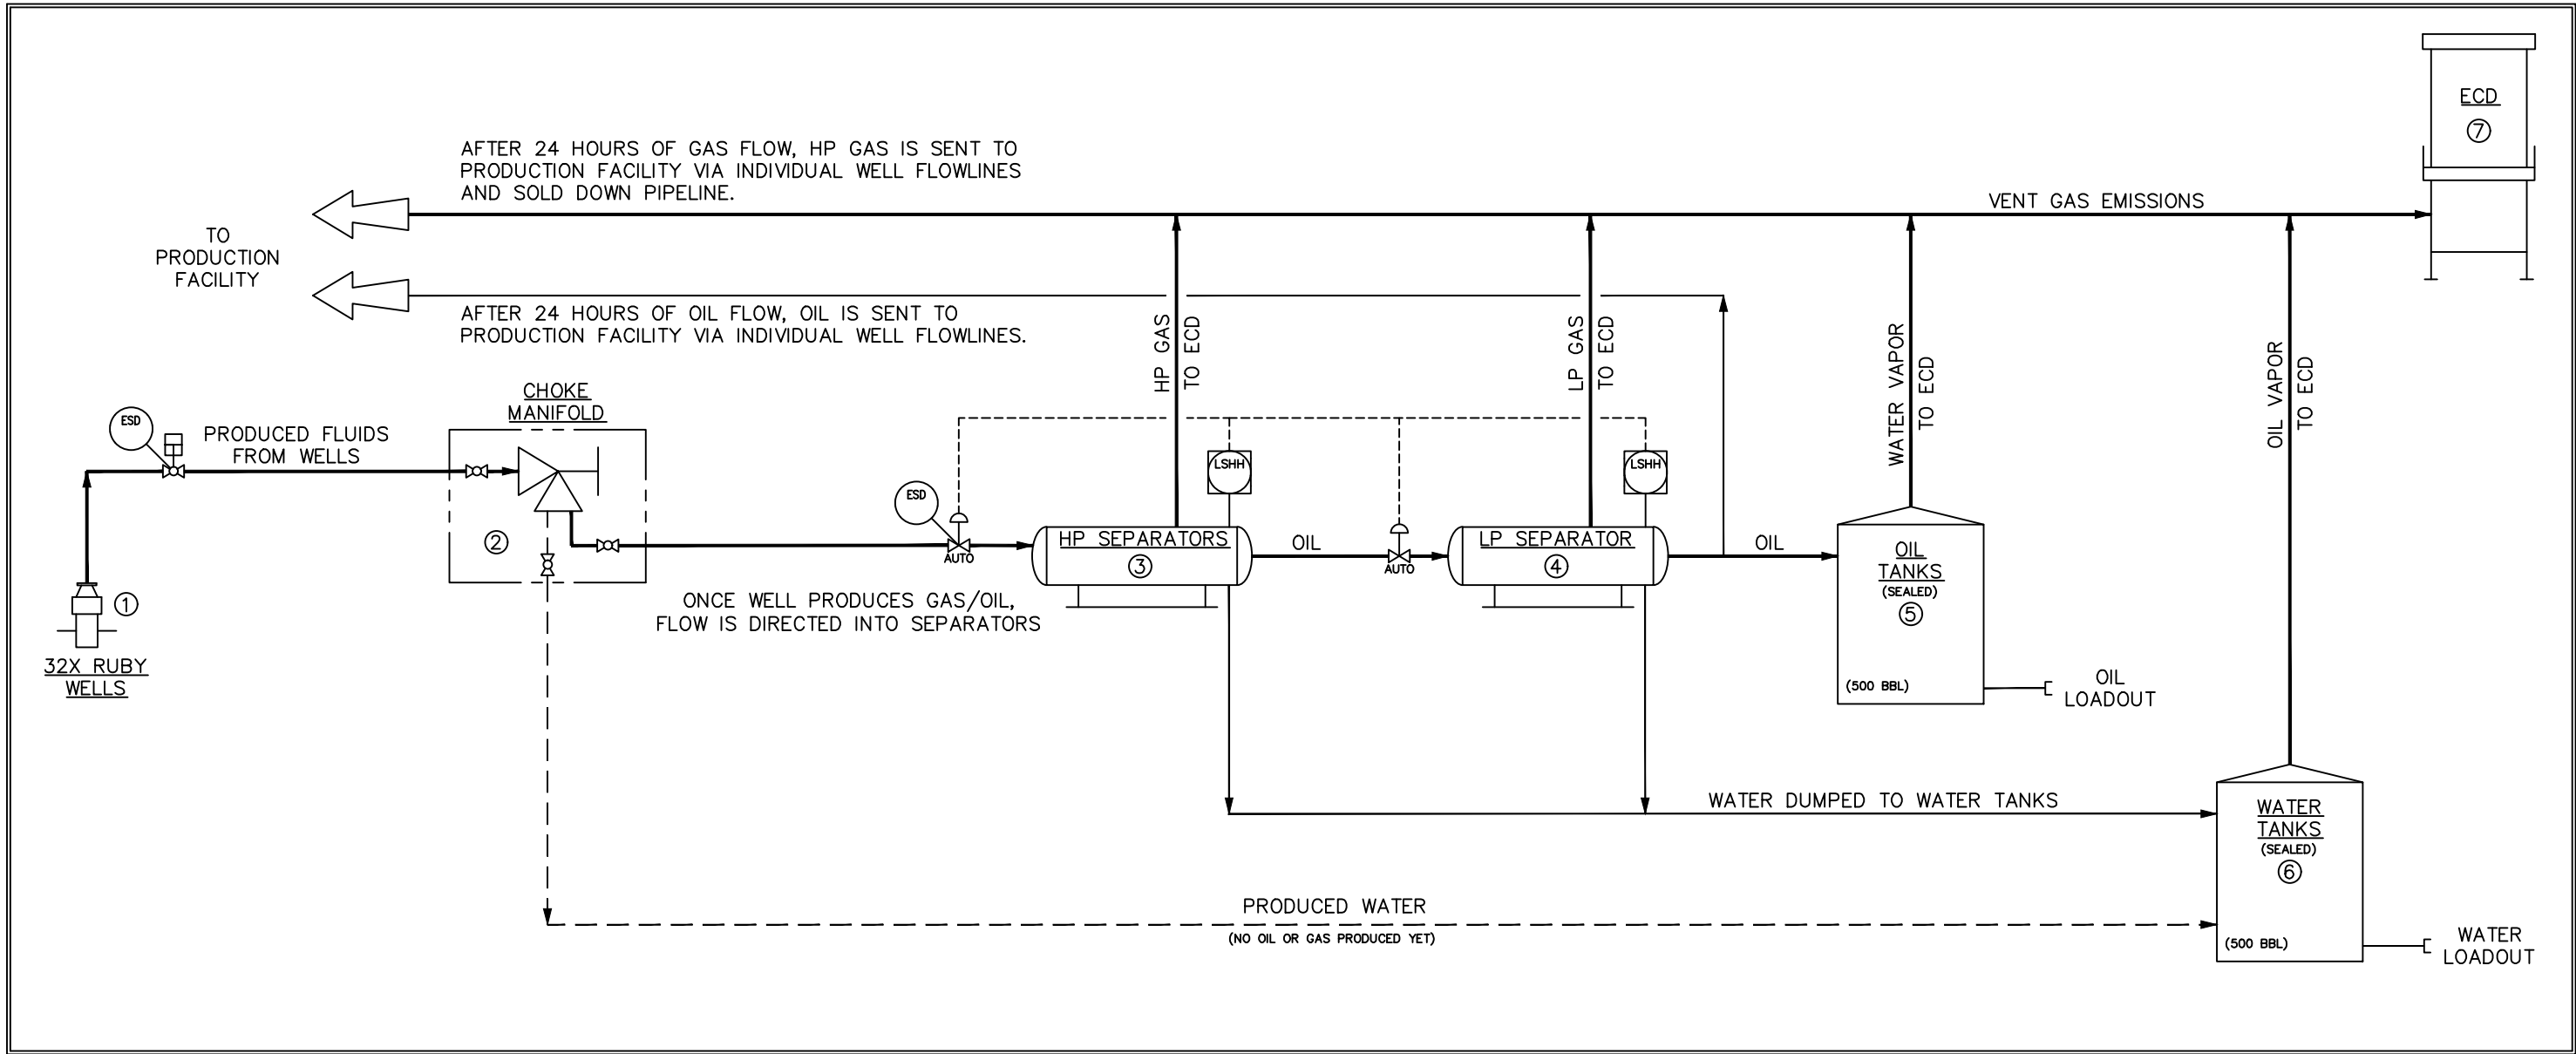 ECD
7
AFTER 24 HOURS OF GAS FLOW, HP GAS IS SENT TO
PRODUCTION FACILITY VIA INDIVIDUAL WELL FLOWLINES
AND SOLD DOWN PIPELINE.
VENT GAS EMISSIONS
TO
PRODUCTION
FACILITY
AFTER 24 HOURS OF OIL FLOW, OIL IS SENT TO
PRODUCTION FACILITY VIA INDIVIDUAL WELL FLOWLINES.
HP GAS
TO ECD
LP GAS
TO ECD
WATER VAPOR
TO ECD
OIL VAPOR
TO ECD
CHOKE
MANIFOLD
ESD
PRODUCED FLUIDS
FROM WELLS
2
ESD
AUTO
LSHH
HP SEPARATORS
3
OIL
AUTO
LSHH
LP SEPARATOR
4
OIL
OIL
TANKS
(SEALED)
5
(500 BBL)
OIL
LOADOUT
1
32X RUBY
WELLS
ONCE WELL PRODUCES GAS/OIL,
FLOW IS DIRECTED INTO SEPARATORS
WATER DUMPED TO WATER TANKS
WATER
TANKS
(SEALED)
6
(500 BBL)
WATER
LOADOUT
PRODUCED WATER
(NO OIL OR GAS PRODUCED YET)